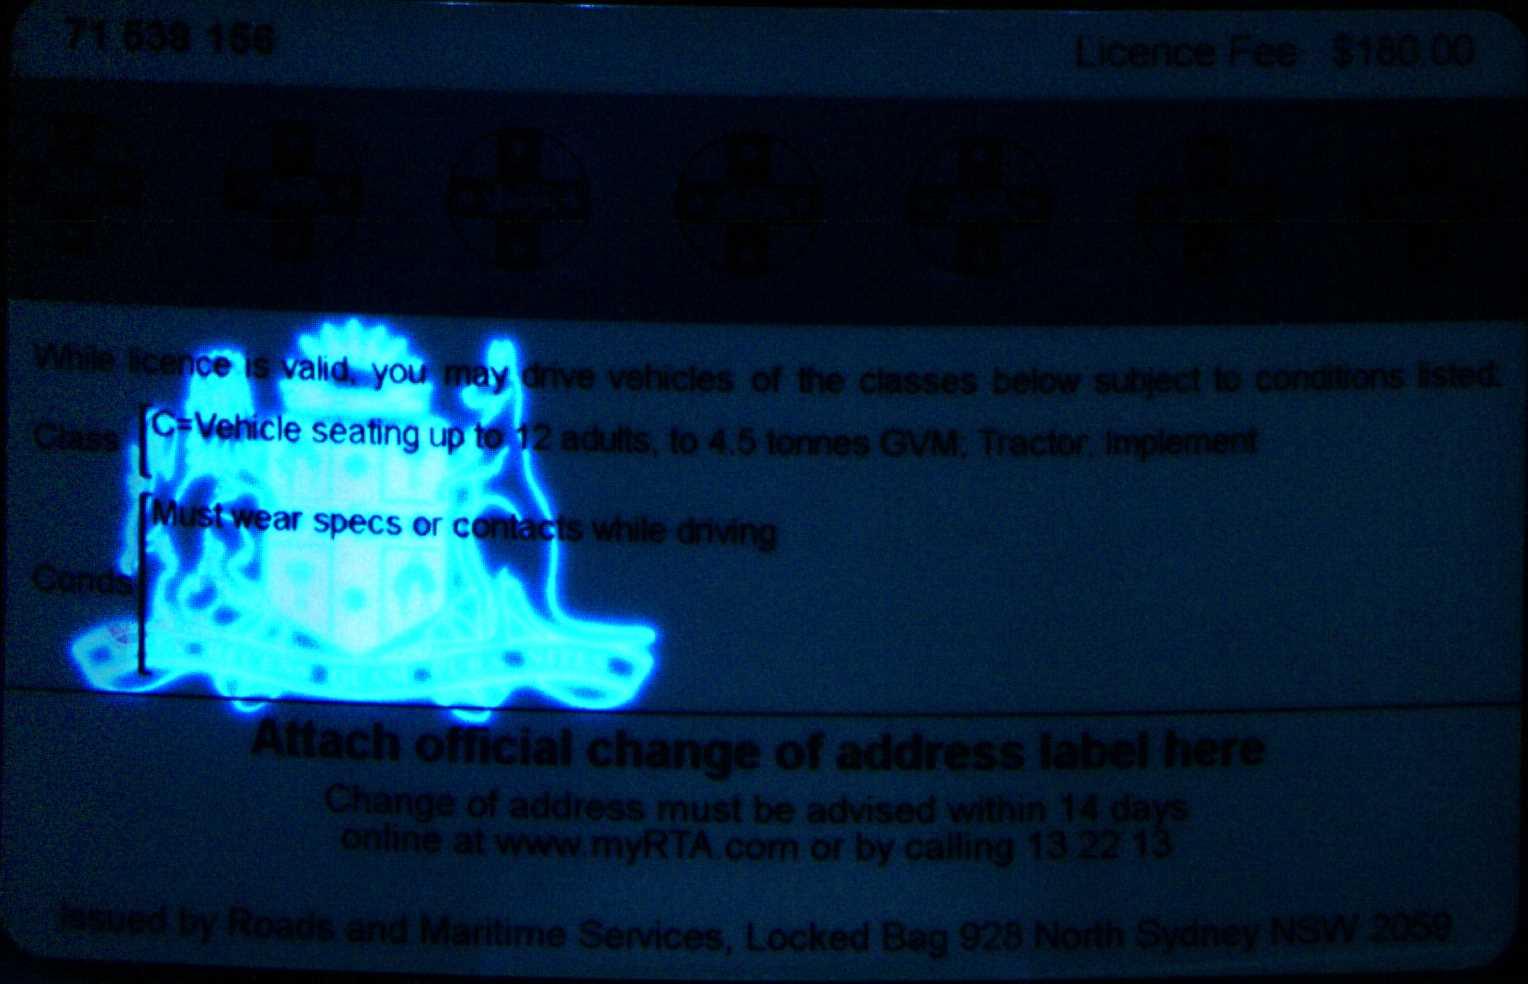 71 538 156
Licence Fee $180.00
While licence is valid, you may drive vehicles of the classes below subject to conditions listed.
Class
C=Vehicle seating up to 12 adults, to 4.5 tonnes GVM; Tractor; Implement
Must wear specs or contacts while driving
Conds
Attach official change of address label here
Change of address must be advised within 14 days
online at www.myRTA.com or by calling 13 22 13
Issued by Roads and Maritime Services, Locked Bag 928 North Sydney NSW 2059